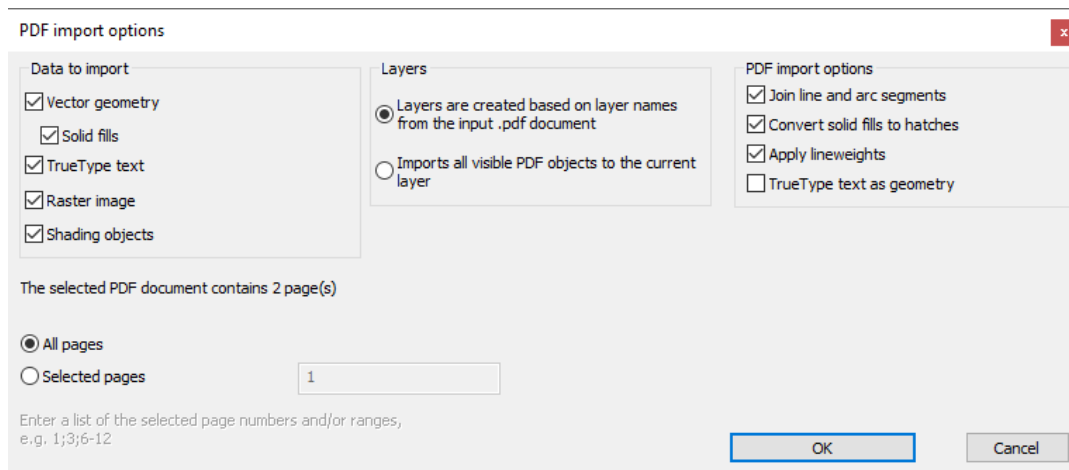 PDF import options
x
Data to import
Vector geometry
Solid fills
TrueType text
Raster image
Shading objects
Layers
Layers are created based on layer names
from the input .pdf document
Imports all visible PDF objects to the current
layer
PDF import options
Join line and arc segments
Convert solid fills to hatches
Apply lineweights
TrueType text as geometry
The selected PDF document contains 2 page(s)
All pages
Selected pages
1
Enter a list of the selected page numbers and/or ranges,
e.g. 1;3;6-12
OK
Cancel